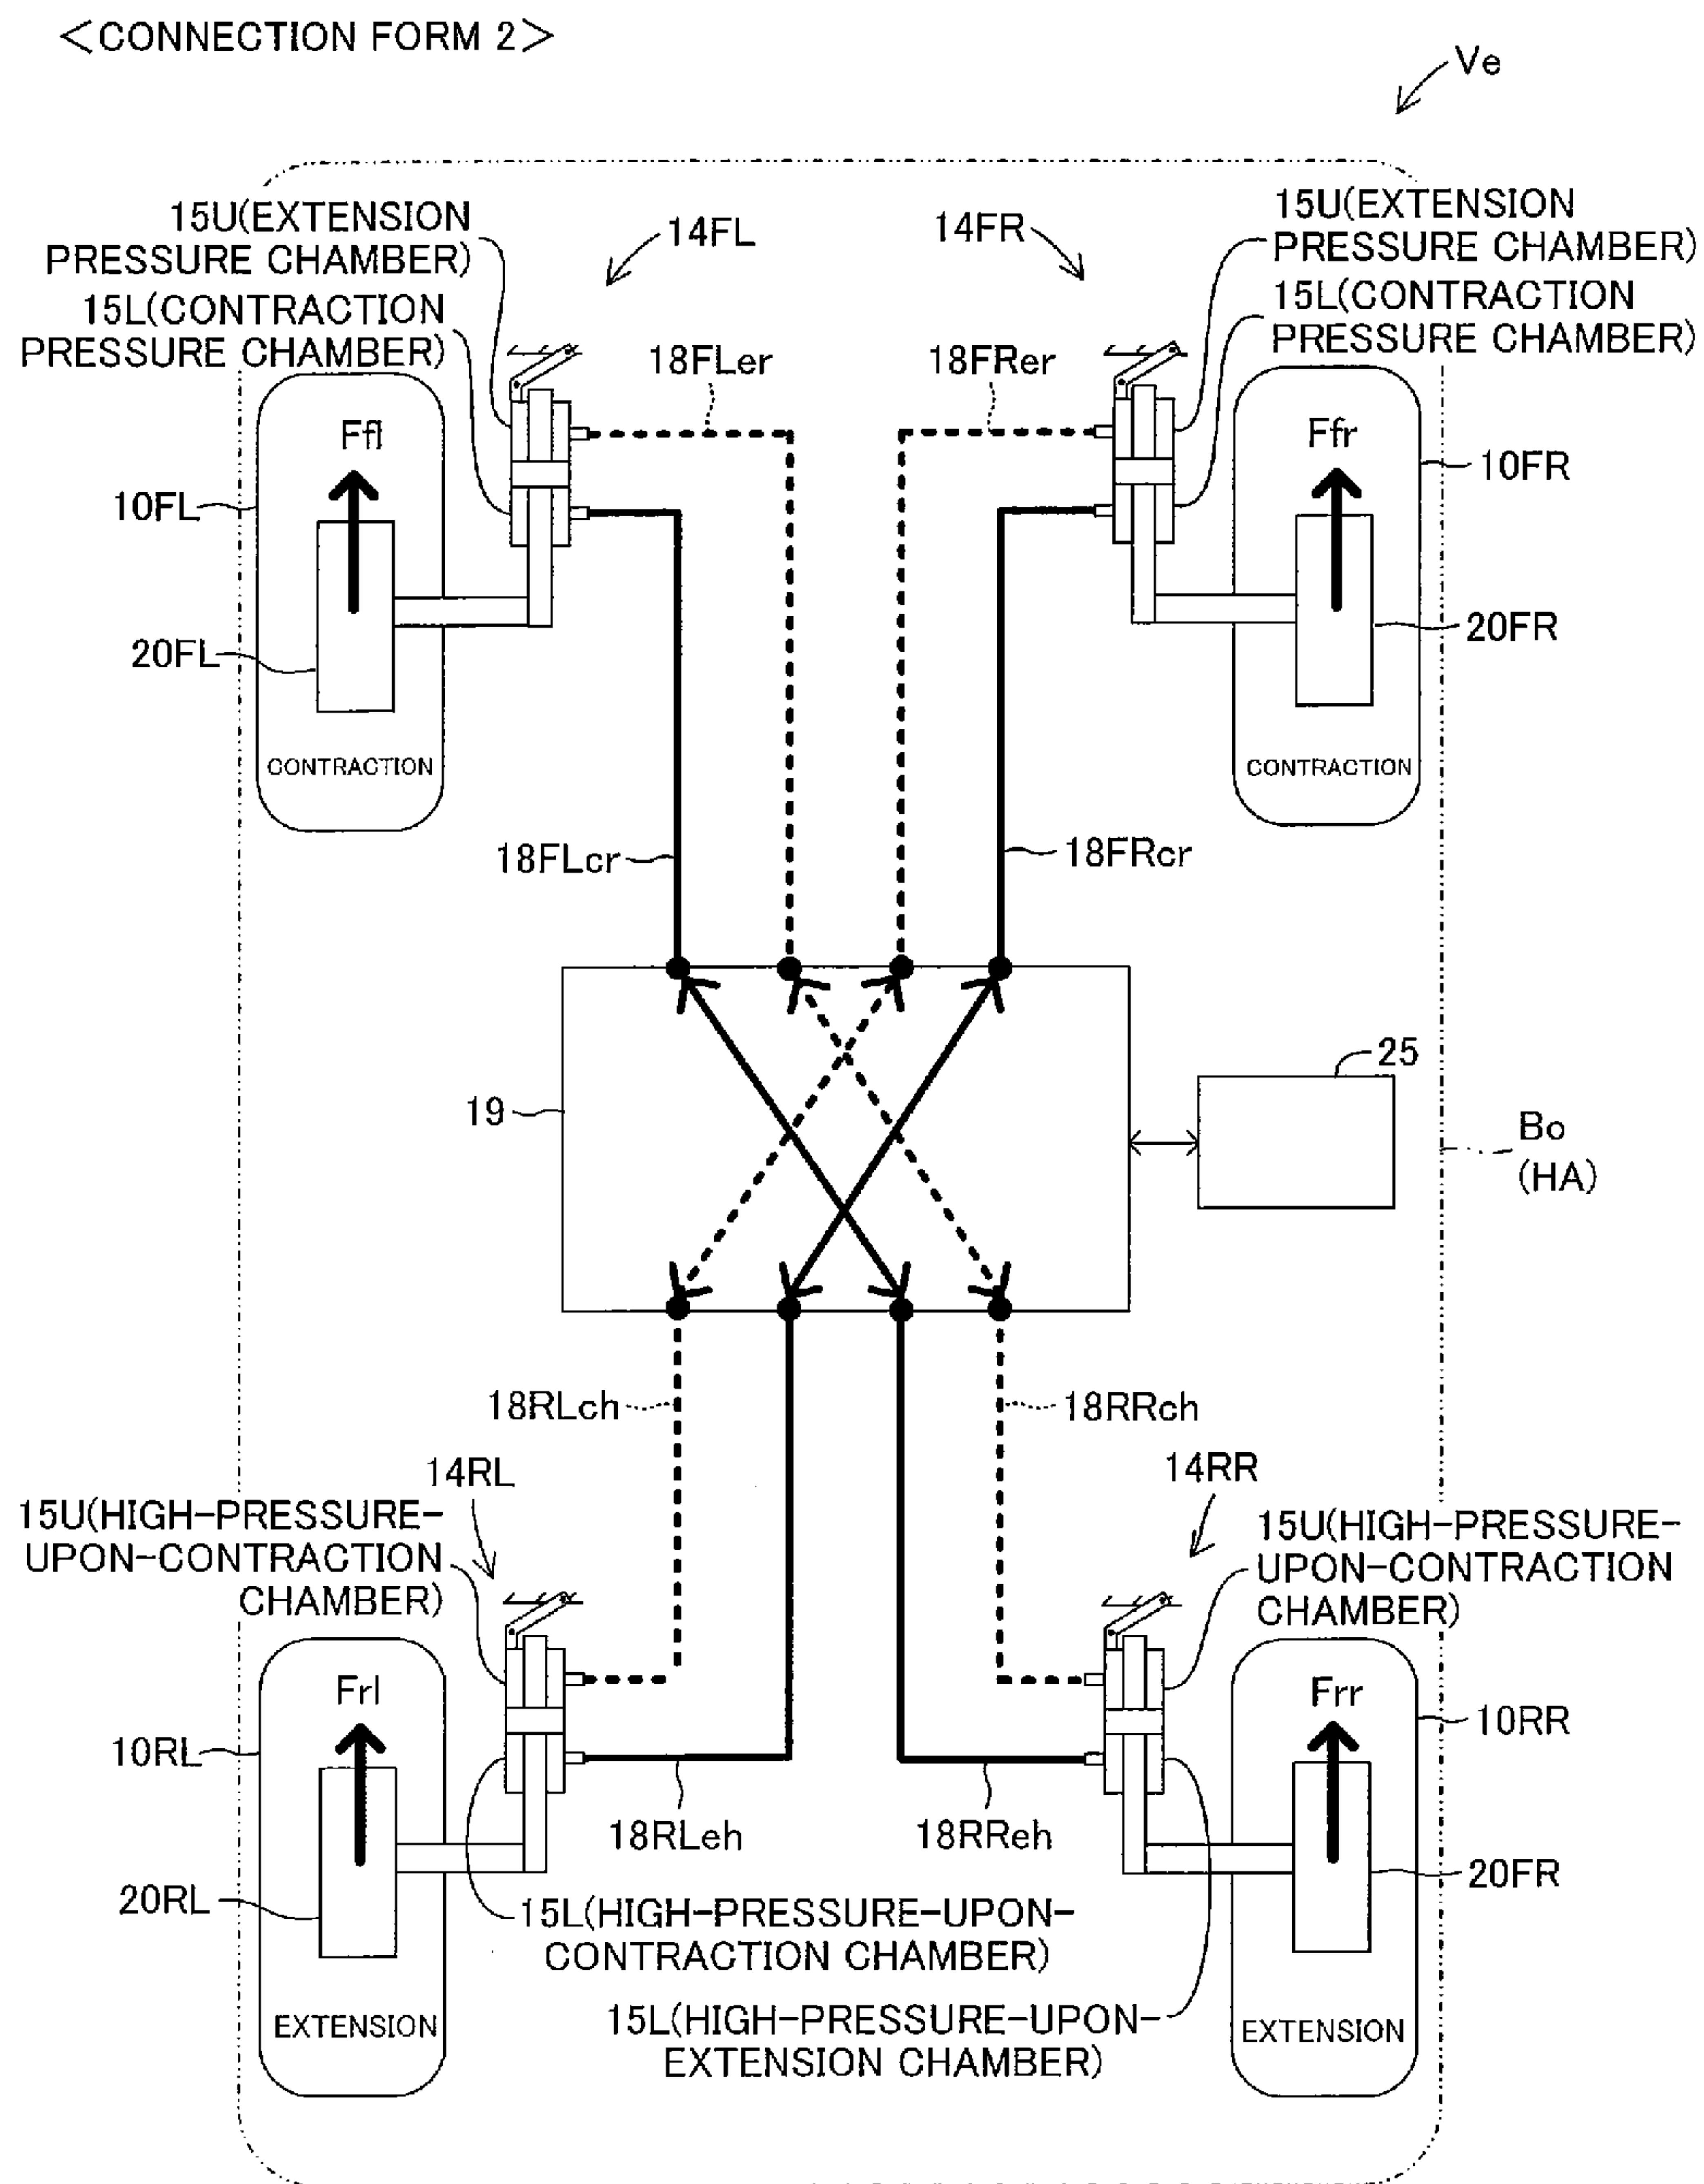 <CONNECTION FORM 2>
Ve
15U(EXTENSION
PRESSURE CHAMBER)
15L(CONTRACTION
PRESSURE CHAMBER)
14FL
14FR
15U(EXTENSION
PRESSURE CHAMBER)
15L(CONTRACTION
PRESSURE CHAMBER)
18FLer
18FRer
Ffl
Ffr
10FL
10FR
20FL
20FR
CONTRACTION
CONTRACTION
18FLcr
18FRcr
19
25
Bo
(HA)
18RLch
18RRch
14RL
14RR
15U(HIGH-PRESSURE-
UPON-CONTRACTION
CHAMBER)
15U(HIGH-PRESSURE-
UPON-CONTRACTION
CHAMBER)
Frl
Frr
10RL
10RR
18RLeh
18RReh
20RL
20FR
15L(HIGH-PRESSURE-UPON-
CONTRACTION CHAMBER)
15L(HIGH-PRESSURE-UPON-
EXTENSION CHAMBER)
EXTENSION
EXTENSION